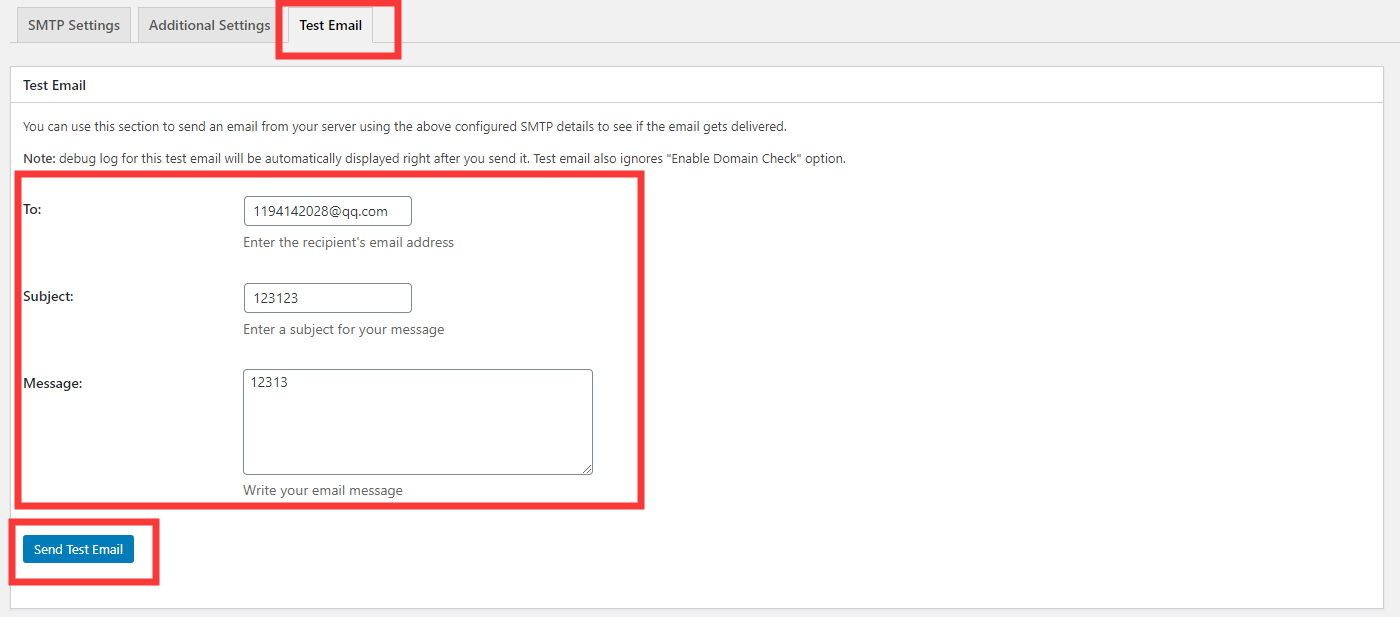 SMTP Settings Additional Settings Test Email
Test Email
You can use this section to send an email from your server using the above configured SMTP details to see if the email gets delivered.
Note: debug log for this test email will be automatically displayed right after you send it. Test email also ignores "Enable Domain Check" option.
To: 1194142028@qq.com
Enter the recipient's email address
Subject: 123123
Enter a subject for your message
Message: 12313
Write your email message
Send Test Email